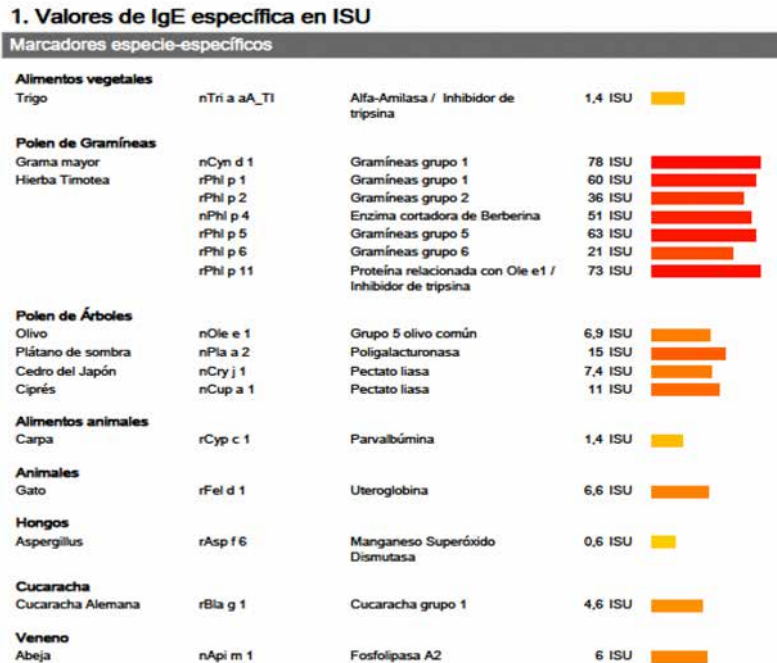 1. Valores de IgE específica en ISU
Marcadores especie-específicos
Alimentos vegetales
Trigo nTri a aA_TI Alfa-Amilasa / Inhibidor de tripsina 1,4 ISU
Polen de Gramíneas
Grama mayor nCyn d 1 Gramíneas grupo 1 78 ISU
Hierba Timotea rPhl p 1 Gramíneas grupo 1 60 ISU
rPhl p 2 Gramíneas grupo 2 36 ISU
nPhl p 4 Enzima cortadora de Berberina 51 ISU
rPhl p 5 Gramíneas grupo 5 63 ISU
rPhl p 6 Gramíneas grupo 6 21 ISU
rPhl p 11 Proteína relacionada con Ole e1 / Inhibidor de tripsina 73 ISU
Polen de Árboles
Olivo nOle e 1 Grupo 5 olivo común 6,9 ISU
Plátano de sombra nPla a 2 Poligalacturonasa 15 ISU
Cedro del Japón nCry j 1 Pectato liasa 7,4 ISU
Ciprés nCup a 1 Pectato liasa 11 ISU
Alimentos animales
Carpa rCyp c 1 Parvalbúmina 1,4 ISU
Animales
Gato rFel d 1 Uteroglobina 6,6 ISU
Hongos
Aspergillus rAsp f 6 Manganeso Superóxido Dismutasa 0,6 ISU
Cucaracha
Cucaracha Alemana rBla g 1 Cucaracha grupo 1 4,6 ISU
Veneno
Abeja nApi m 1 Fosfolipasa A2 6 ISU